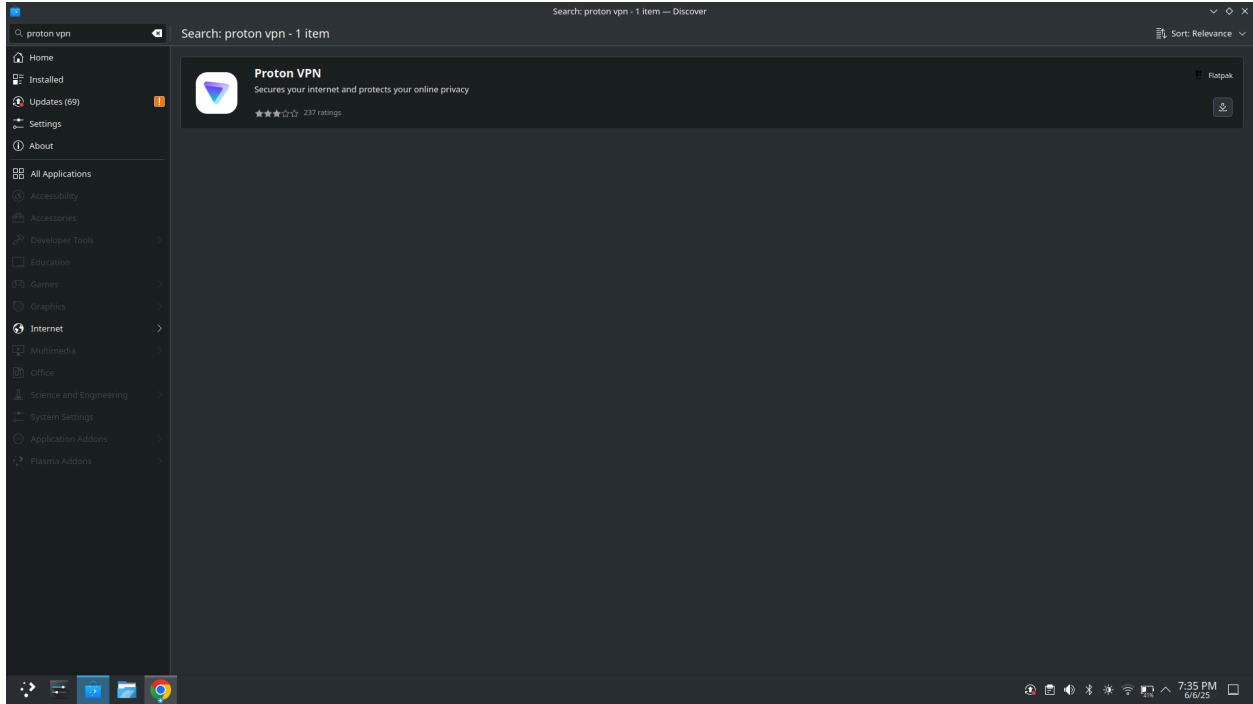 Search: proton vpn - 1 item — Discover
proton vpn
Search: proton vpn - 1 item
Sort: Relevance
Home
Installed
Updates (69)
Settings
About
All Applications
Accessibility
Accessories
Developer Tools
Education
Games
Graphics
Internet
Multimedia
Office
Science and Engineering
System Settings
Application Addons
Plasma Addons
Proton VPN
Secures your internet and protects your online privacy
237 ratings
Flatpak
41%
7:35 PM
6/6/25